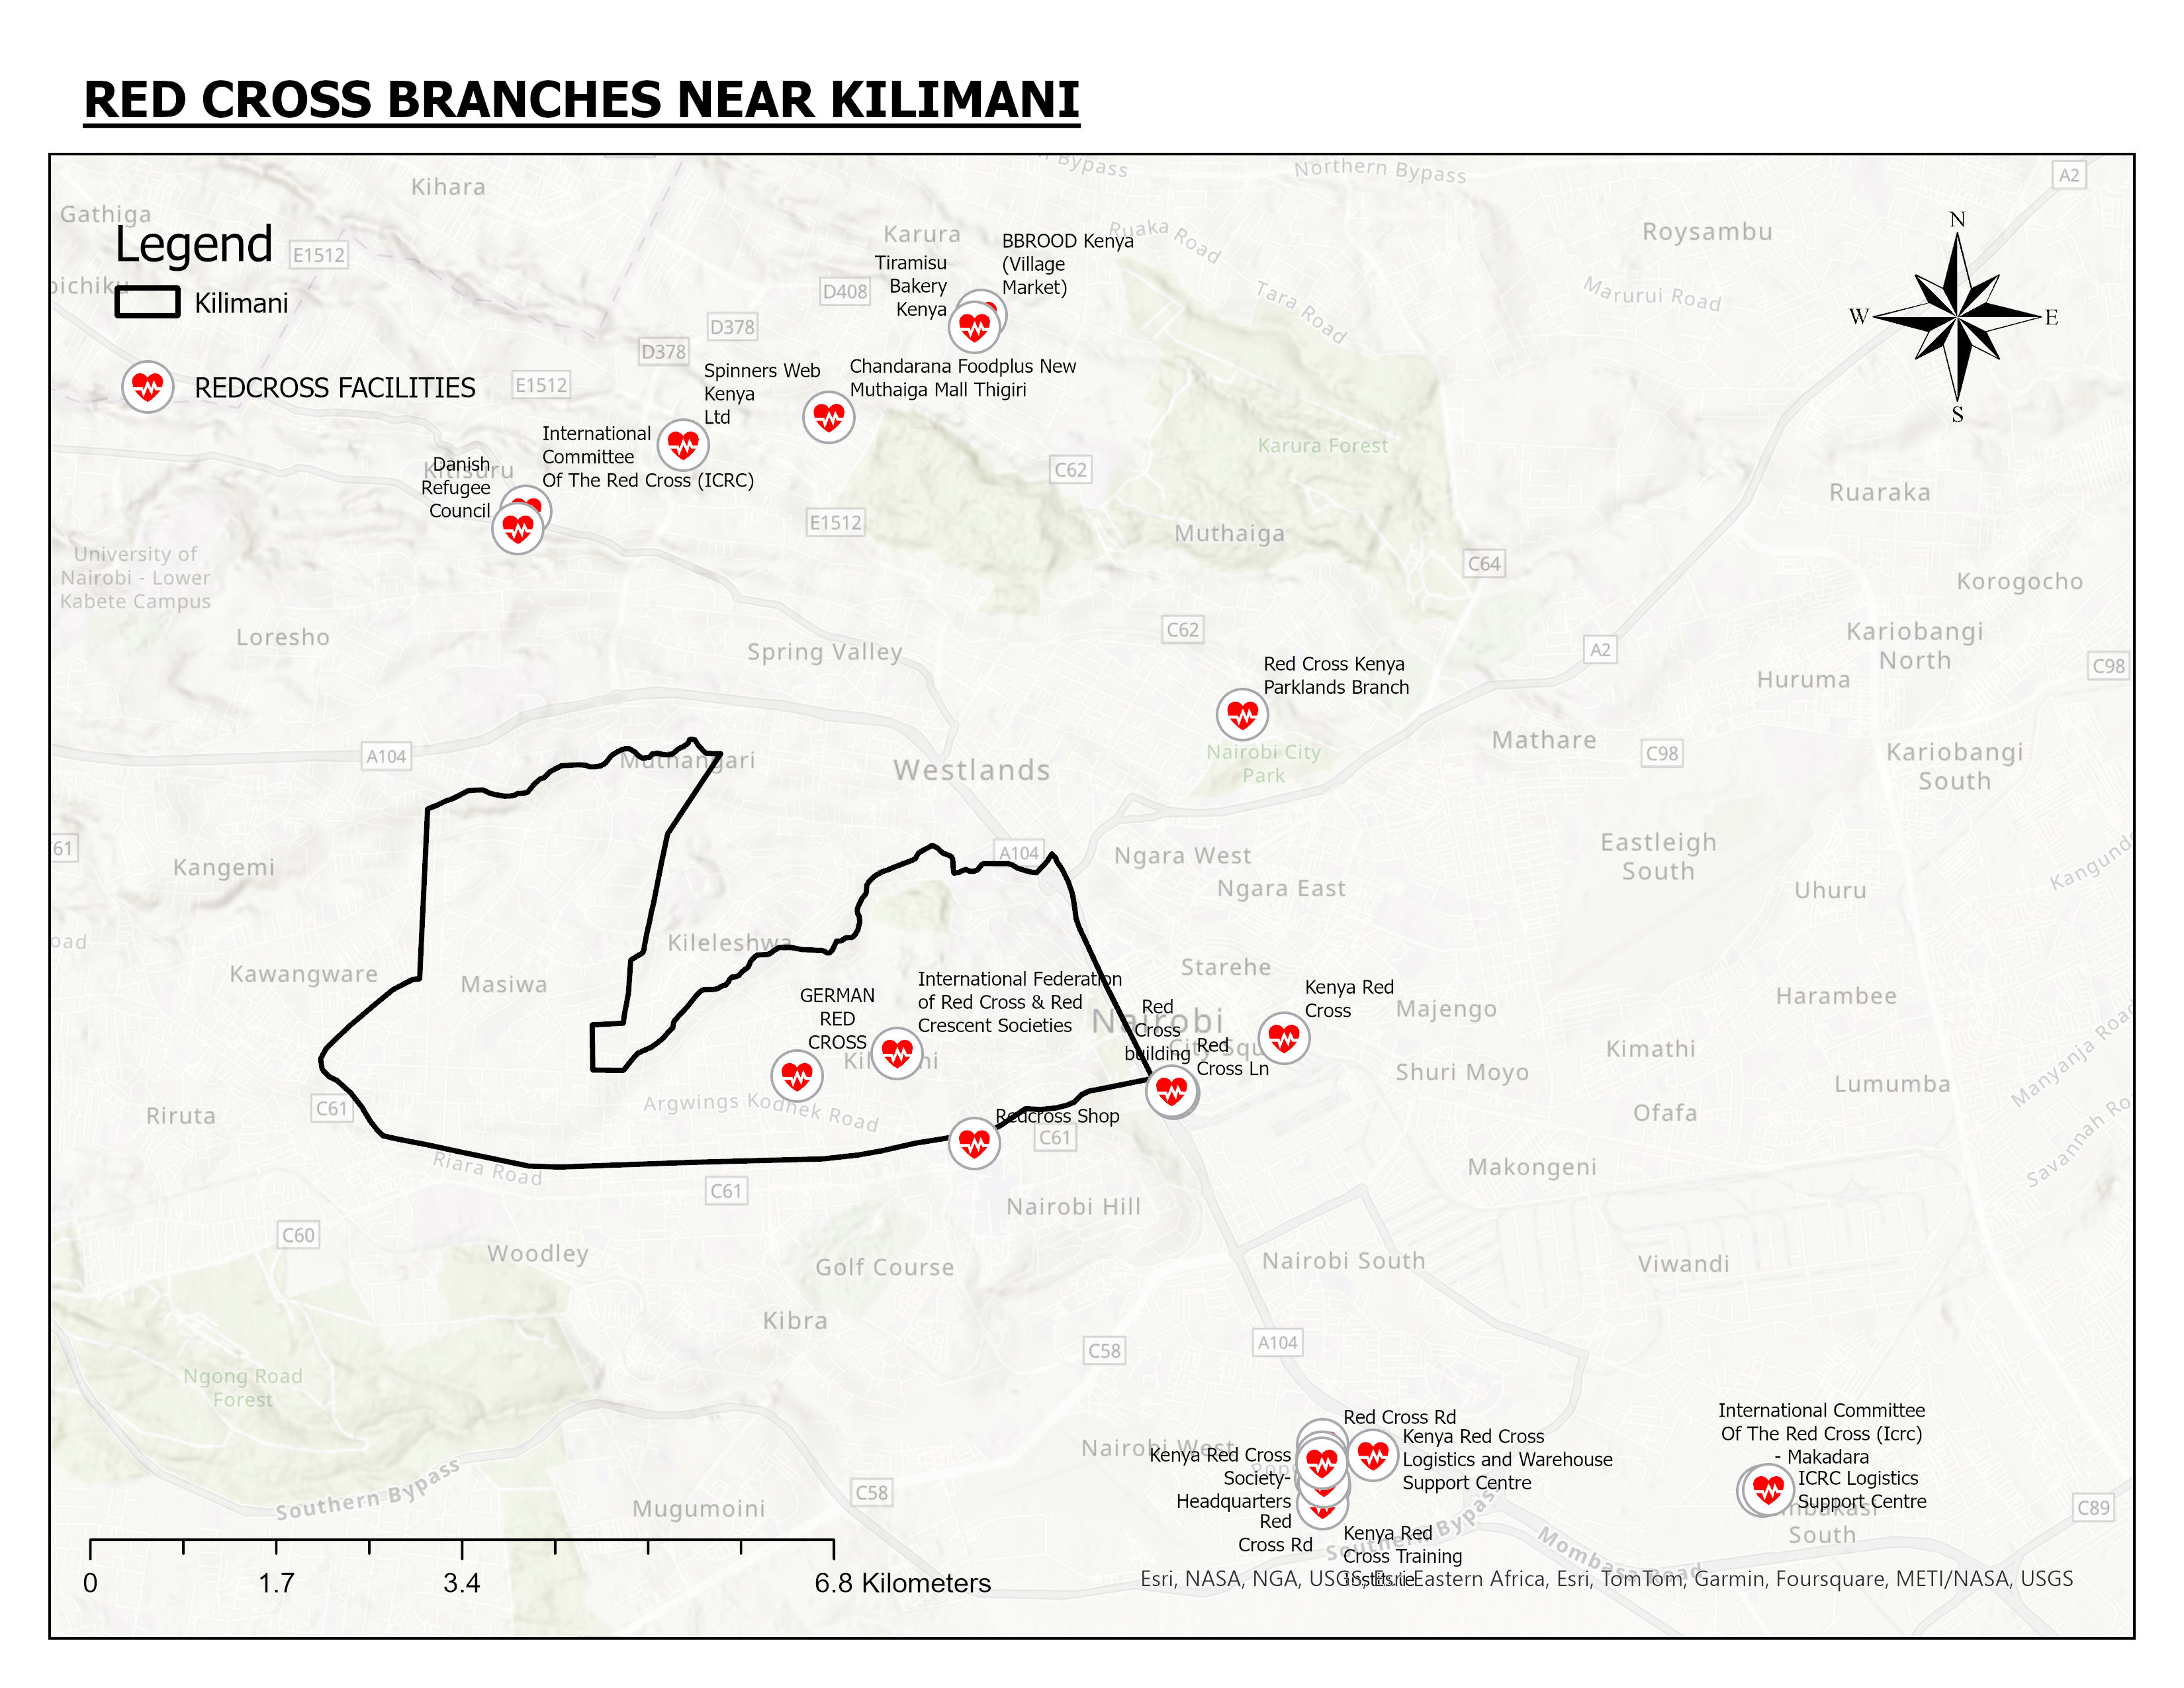 RED CROSS BRANCHES NEAR KILIMANI
Kihara
Gathiga
Legend
Kilimani
REDCROSS FACILITIES
E1512
Northern Bypass
Bypass
A2
Roysambu
N
W
E
S
Karura
Ruaka Road
BBROOD Kenya
(Village
Market)
Tiramisu
Bakery
Kenya
D408
Tara Road
Marurui Road
D378
D378
E1512
Spinners Web
Kenya
Ltd
Chandarana Foodplus New
Muthaiga Mall Thigiri
International
Committee
Of The Red Cross (ICRC)
Danish
Refugee
Council
Kitisuru
Karura Forest
C62
Ruaraka
E1512
Muthaiga
C64
University of
Nairobi - Lower
Kabete Campus
Korogocho
Loresho
Spring Valley
C62
A2
Kariobangi
North
C98
Huruma
Red Cross Kenya
Parklands Branch
Nairobi City
Park
Mathare
C98
Kariobangi
South
A104
Muthangari
Westlands
61
Kangemi
A104
Ngara West
Ngara East
Eastleigh
South
Uhuru
Kileleshwa
Kawangware
Masiwa
Starehe
Harambee
International Federation
of Red Cross & Red
Crescent Societies
GERMAN
RED
CROSS
Kilimani
Nairobi
Red
Cross
building
Red
Cross Ln
Kenya Red
Cross
Majengo
Kimathi
Manyanja Road
Shuri Moyo
Lumumba
Riruta
C61
Argwings Kodhek Road
Redcross Shop
C61
Ofafa
Riara Road
C61
Makongeni
Nairobi Hill
C60
Woodley
Golf Course
Nairobi South
Viwandi
Kibra
A104
C58
Ngong Road
Forest
Nairobi West
Red Cross Rd
Kenya Red Cross
Society-
Headquarters
Kenya Red Cross
Logistics and Warehouse
Support Centre
International Committee
Of The Red Cross (Icrc)
- Makadara
ICRC Logistics
Support Centre
South
C89
Southern Bypass
Mugumoini
C58
Red
Cross Rd
Kenya Red
Cross Training
Southern Bypass
Mombasa Road
0
1.7
3.4
6.8 Kilometers
Esri, NASA, NGA, USGS, Esri Eastern Africa, Esri, TomTom, Garmin, Foursquare, METI/NASA, USGS